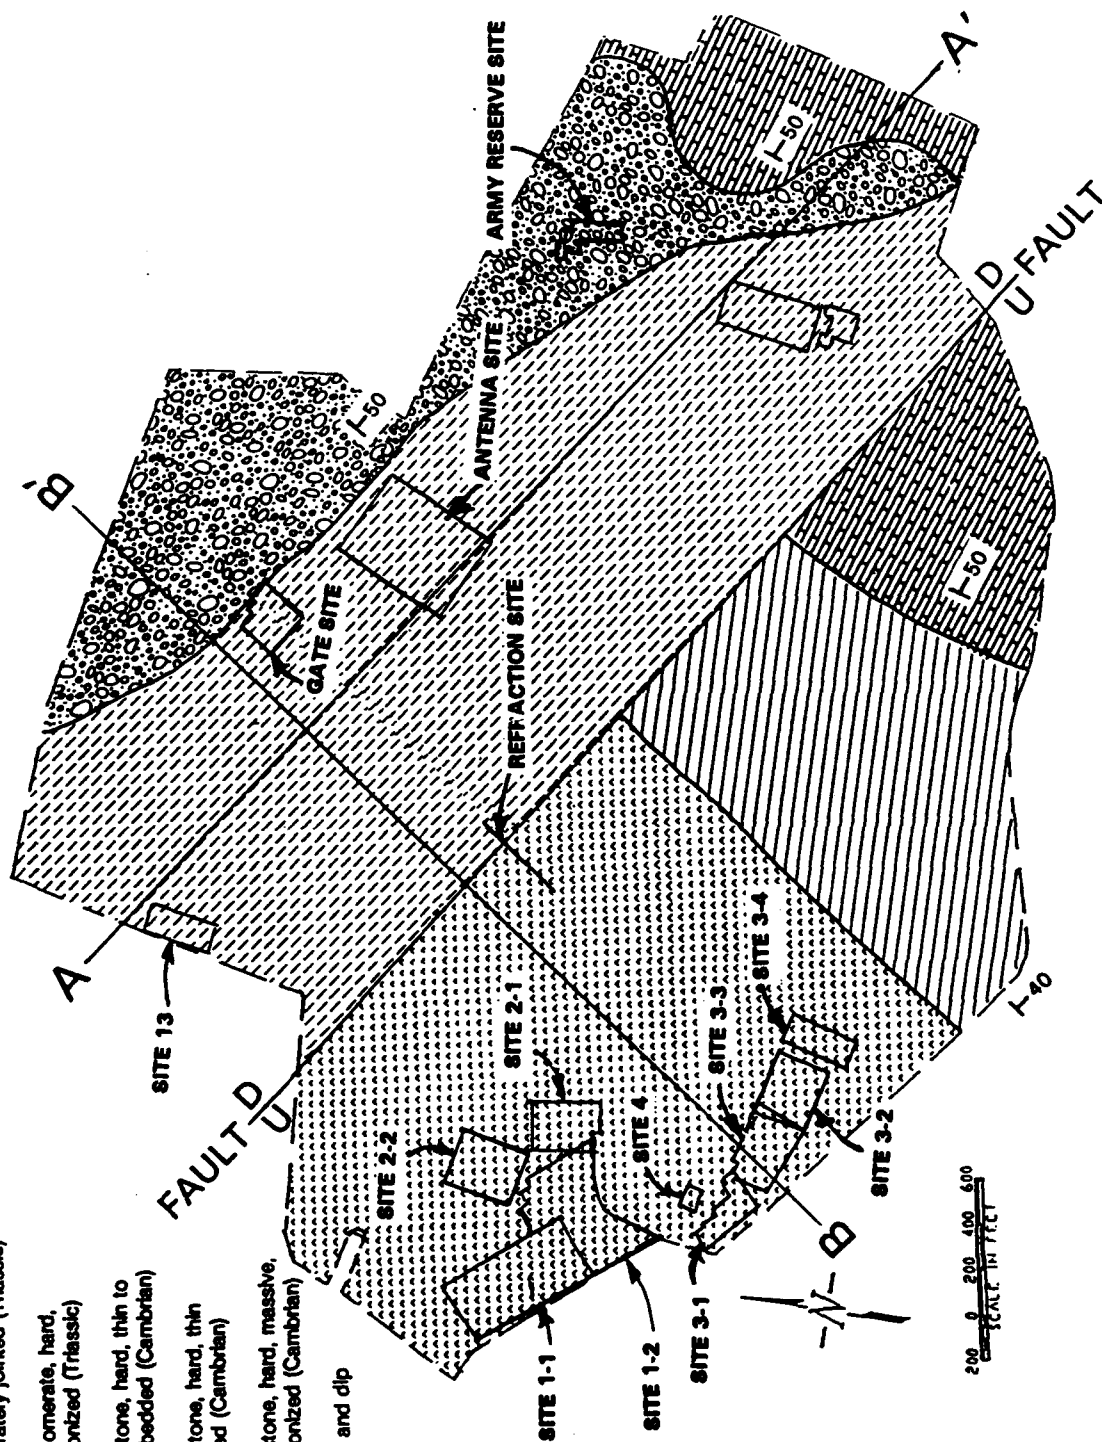 omerate, hard,
onized (Triassic)
tone, hard, thin to
bedded (Cambrian)
tone, hard, thin
ed (Cambrian)
tone, hard, massive,
onized (Cambrian)
and dip
A
A'
B
B'
FAULT D
U
D FAULT
U
SITE 13
GATE SITE
ANTENNA SITE
ARMY RESERVE SITE
REFRACTION SITE
SITE 2-2
SITE 2-1
SITE 4
SITE 3-3
SITE 3-4
SITE 3-2
SITE 3-1
SITE 1-2
SITE 1-1
50
50
50
40
N
200 0 200 400 600
SCALE IN FEET